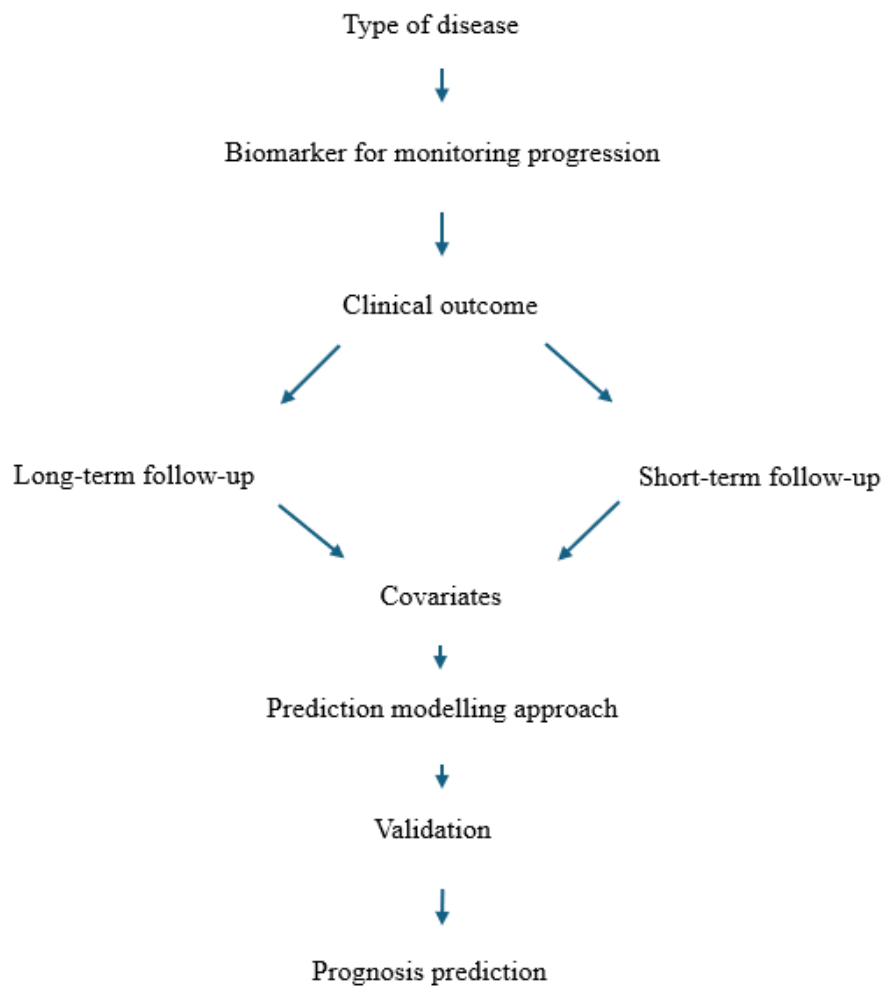 Type of disease
Biomarker for monitoring progression
Clinical outcome
Long-term follow-up
Short-term follow-up
Covariates
Prediction modelling approach
Validation
Prognosis prediction